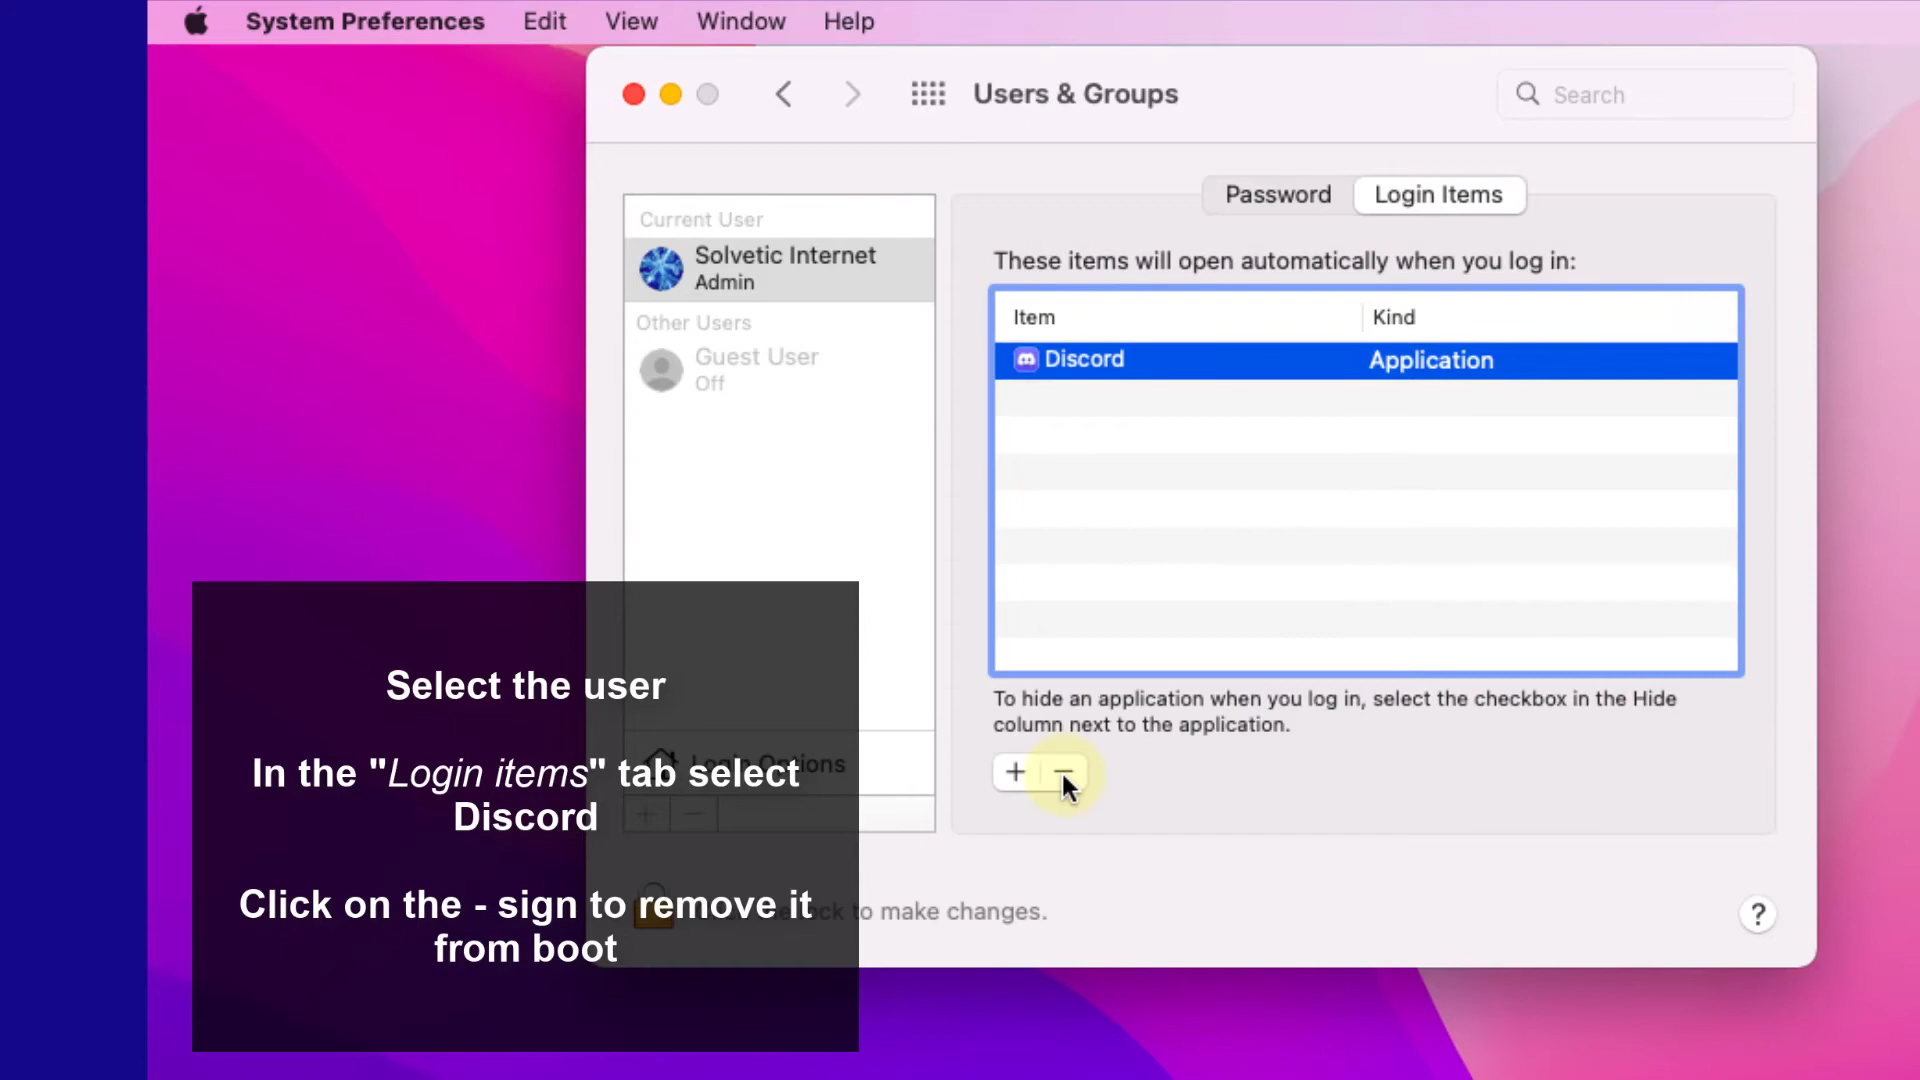 System Preferences Edit View Window Help
Users & Groups
Search
Password
Login Items
Current User
Solvetic Internet
Admin
Other Users
Guest User
Off
Login Options
+ −
These items will open automatically when you log in:
Item Kind
Discord Application
To hide an application when you log in, select the checkbox in the Hide
column next to the application.
+ −
to make changes.
?
Select the user
In the "Login items" tab select
Discord
Click on the - sign to remove it
from boot